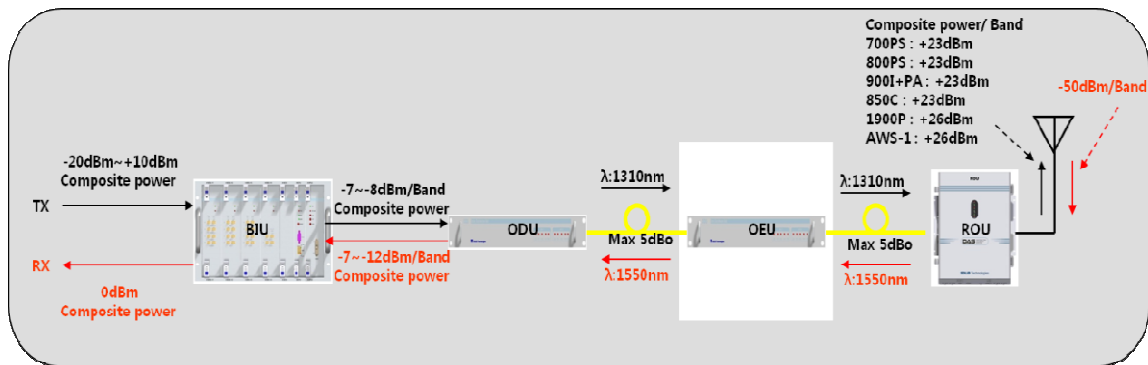 Composite power/ Band
700PS : +23dBm
800PS : +23dBm
900I+PA : +23dBm
850C : +23dBm
1900P : +26dBm
AWS-1 : +26dBm
-50dBm/Band
-20dBm~+10dBm
Composite power
TX
BIU
-7~-8dBm/Band
Composite power
ODU
λ:1310nm
Max 5dBo
OEU
λ:1310nm
Max 5dBo
ROU
RX
0dBm
Composite power
-7~-12dBm/Band
Composite power
λ:1550nm
λ:1550nm